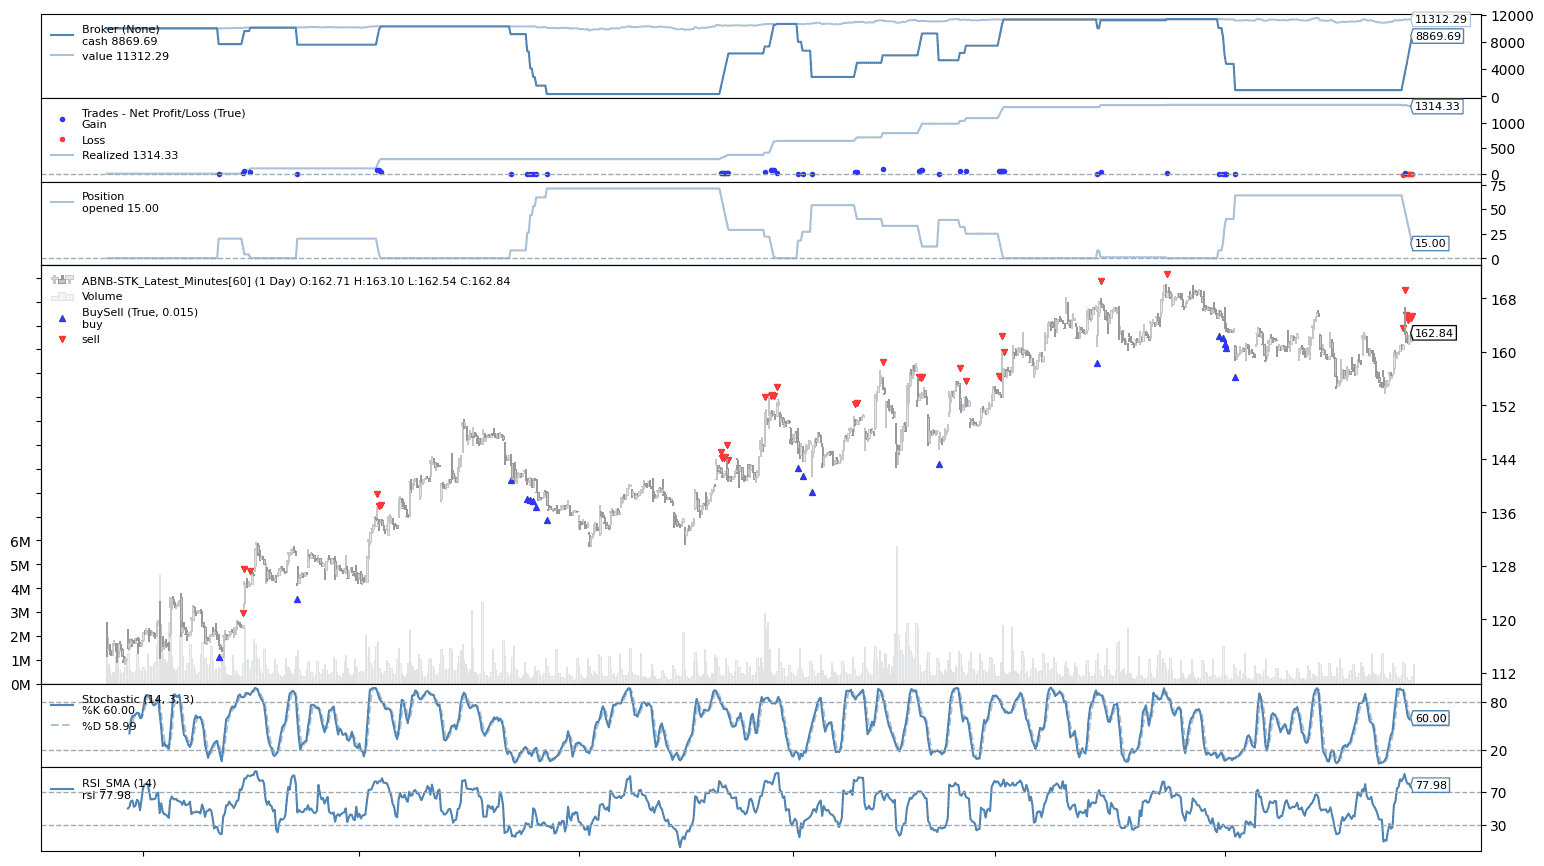 Broker (None)
cash 8869.69
value 11312.29
12000
11312.29
8869.69
8000
4000
0
Trades - Net Profit/Loss (True)
Gain
Loss
Realized 1314.33
1314.33
1000
500
0
Position
opened 15.00
75
50
25
15.00
0
ABNB-STK_Latest_Minutes[60] (1 Day) O:162.71 H:163.10 L:162.54 C:162.84
Volume
BuySell (True, 0.015)
buy
sell
168
162.84
160
152
144
136
128
120
112
6M
5M
4M
3M
2M
1M
0M
Stochastic (14, 3, 3)
%K 60.00
%D 58.99
80
60.00
20
RSI_SMA (14)
rsi 77.98
77.98
70
30